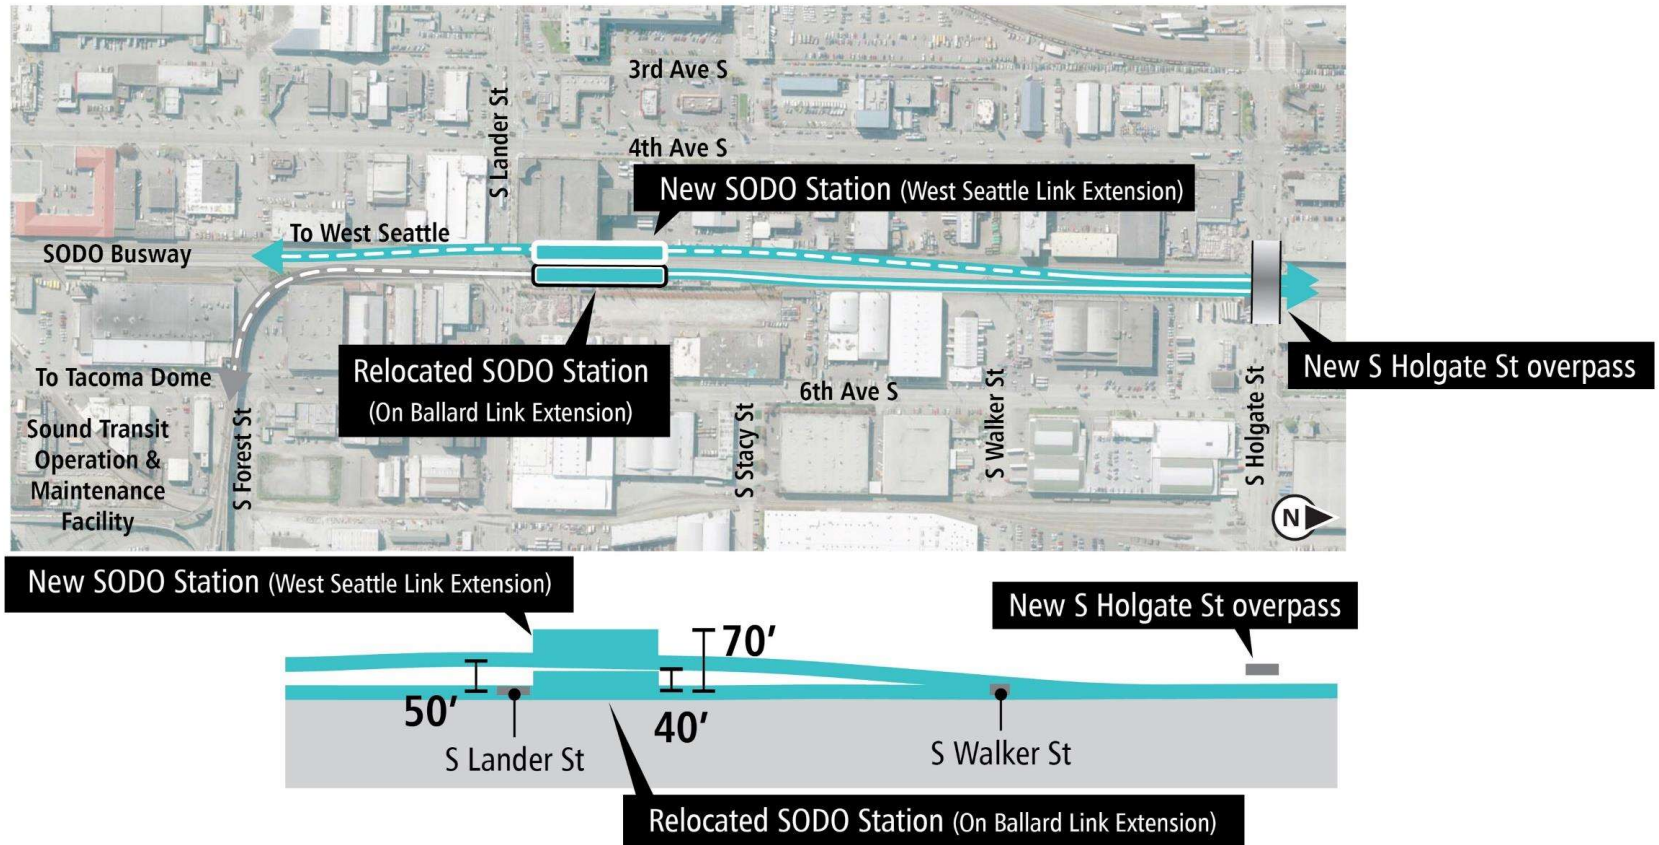 3rd Ave S
S Lander St
4th Ave S
New SODO Station (West Seattle Link Extension)
To West Seattle
SODO Busway
Relocated SODO Station
(On Ballard Link Extension)
New S Holgate St overpass
To Tacoma Dome
6th Ave S
S Walker St
S Holgate St
S Stacy St
S Forest St
Sound Transit
Operation &
Maintenance
Facility
N
New SODO Station (West Seattle Link Extension)
New S Holgate St overpass
70’
50’
40’
S Lander St
S Walker St
Relocated SODO Station (On Ballard Link Extension)